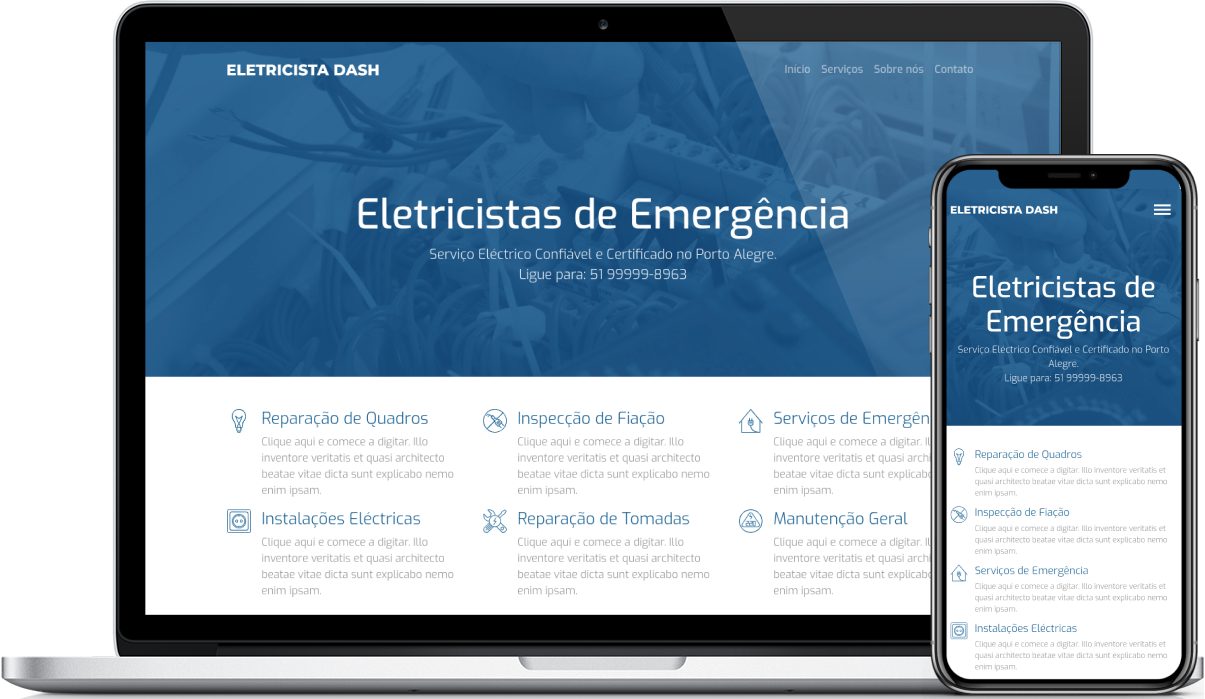 ELETRICISTA DASH
Início Serviços Sobre nós Contato
Eletricistas de Emergência
Serviço Eléctrico Confiável e Certificado no Porto Alegre.
Ligue para: 51 99999-8963
Reparação de Quadros
Clique aqui e comece a digitar. Illo
inventore veritatis et quasi architecto
beatae vitae dicta sunt explicabo nemo
enim ipsam.
Inspecção de Fiação
Clique aqui e comece a digitar. Illo
inventore veritatis et quasi architecto
beatae vitae dicta sunt explicabo nemo
enim ipsam.
Serviços de Emergên
Clique aqui e comece a digitar. Il
inventore veritatis et quasi archi
beatae vitae dicta sunt explicabo
enim ipsam.
Instalações Eléctricas
Clique aqui e comece a digitar. Illo
inventore veritatis et quasi architecto
beatae vitae dicta sunt explicabo nemo
enim ipsam.
Reparação de Tomadas
Clique aqui e comece a digitar. Illo
inventore veritatis et quasi architecto
beatae vitae dicta sunt explicabo nemo
enim ipsam.
Manutenção Geral
Clique aqui e comece a digitar. Il
inventore veritatis et quasi archi
beatae vitae dicta sunt explicabo
enim ipsam.
ELETRICISTA DASH
Eletricistas de
Emergência
Serviço Eléctrico Confiável e Certificado no Porto
Alegre.
Ligue para: 51 99999-8963
Reparação de Quadros
Clique aqui e comece a digitar. Illo inventore veritatis et
quasi architecto beatae vitae dicta sunt explicabo nemo
enim ipsam.
Inspecção de Fiação
Clique aqui e comece a digitar. Illo inventore veritatis et
quasi architecto beatae vitae dicta sunt explicabo nemo
enim ipsam.
Serviços de Emergência
Clique aqui e comece a digitar. Illo inventore veritatis et
quasi architecto beatae vitae dicta sunt explicabo nemo
enim ipsam.
Instalações Eléctricas
Clique aqui e comece a digitar. Illo inventore veritatis et
quasi architecto beatae vitae dicta sunt explicabo nemo
enim ipsam.